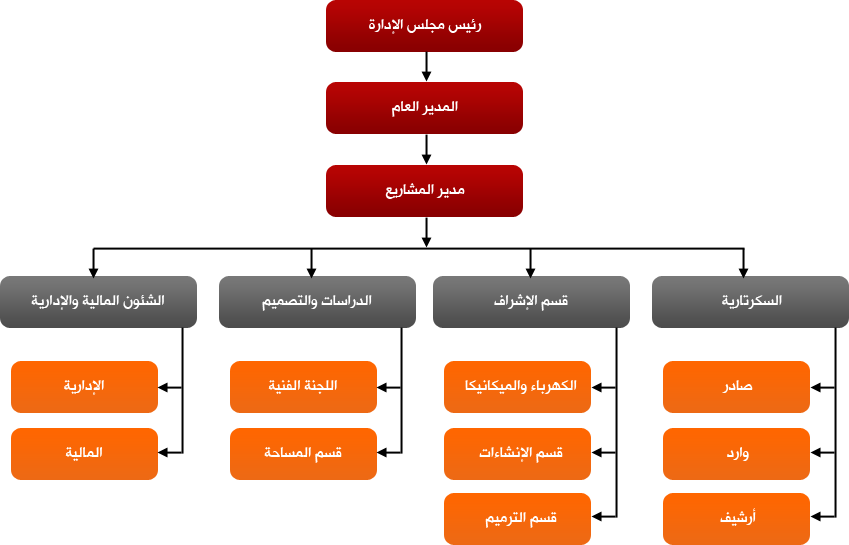 رئيس مجلس الإدارة
المدير العام
مدير المشاريع
السكرتارية
قسم الإشراف
الدراسات والتصميم
الشئون المالية والإدارية
صادر
الكهرباء والميكانيكا
اللجنة الفنية
الإدارية
وارد
قسم الإنشاءات
قسم المساحة
المالية
أرشيف
قسم الترميم